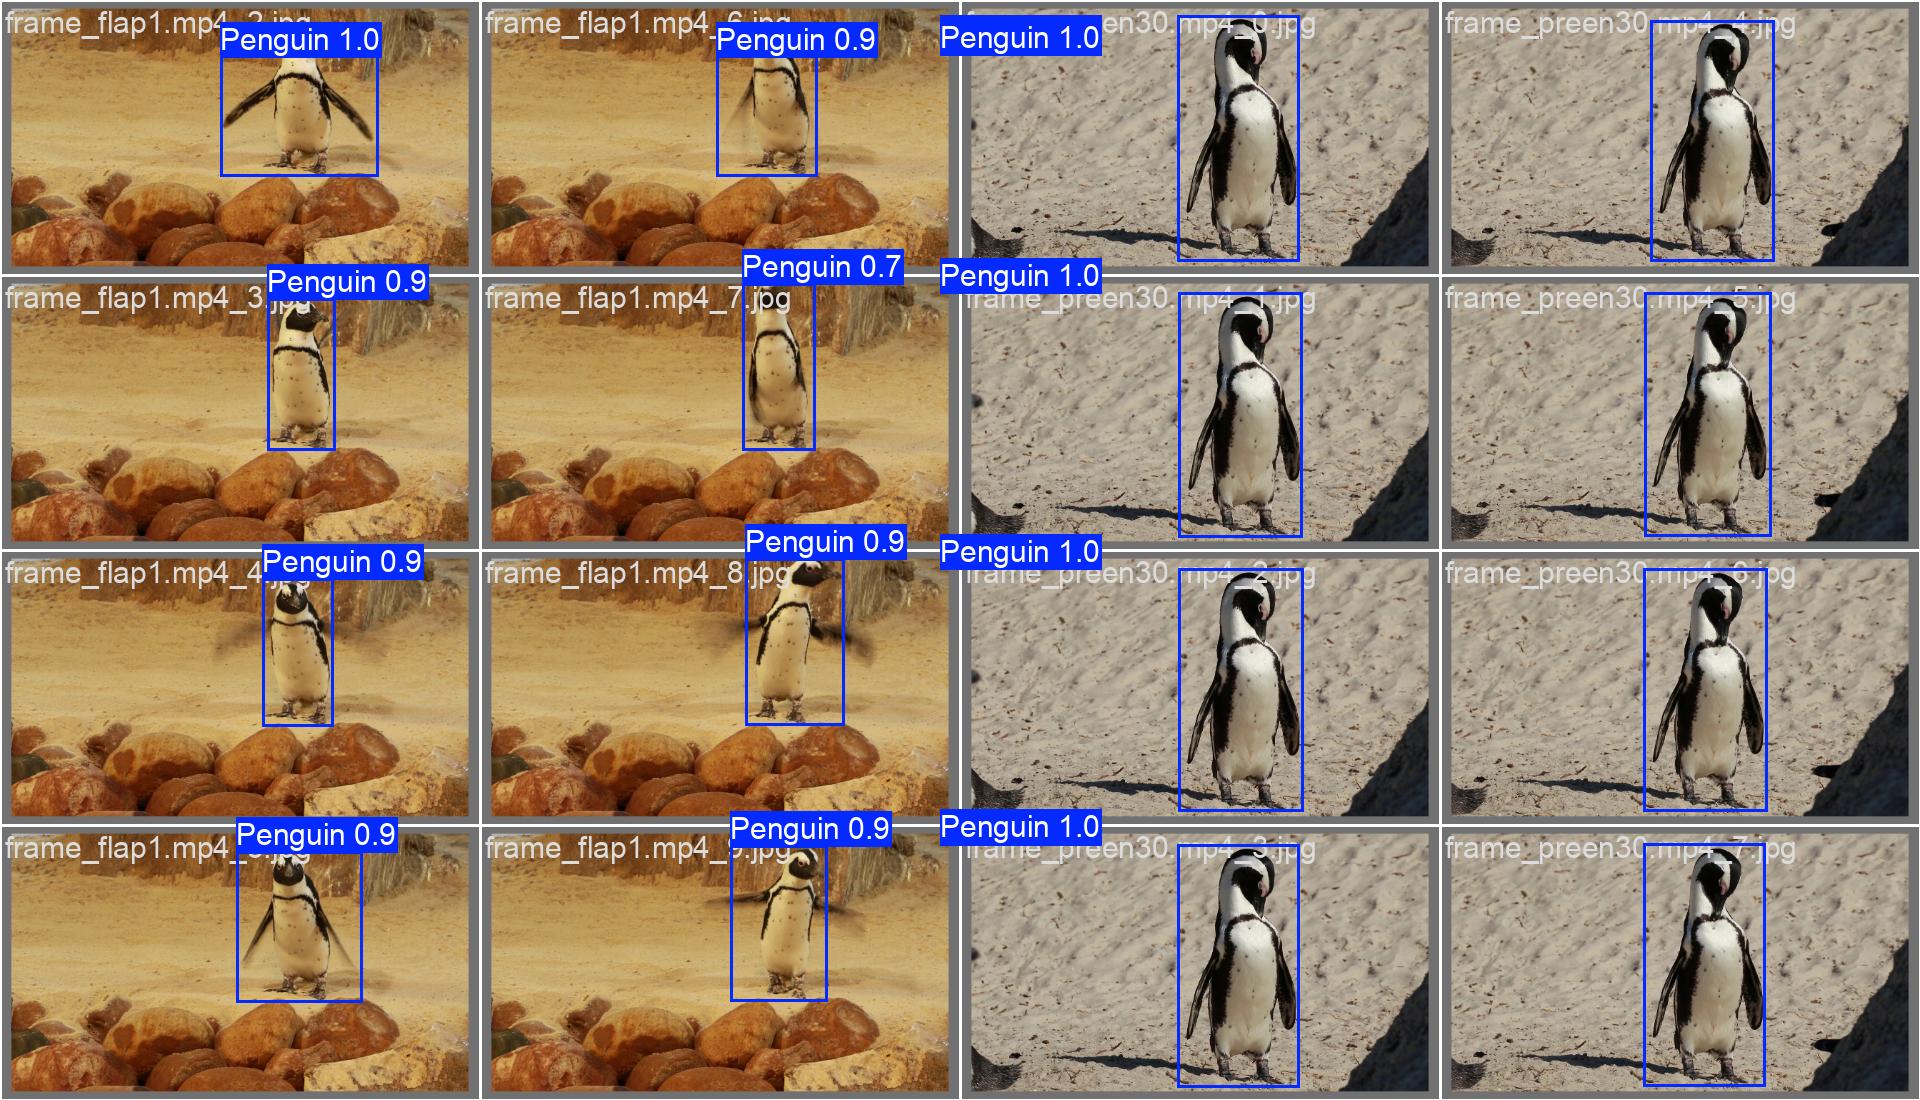 frame_flap1.mp4_2.jpg
Penguin 1.0
frame_flap1.mp4_6.jpg
Penguin 0.9
Penguin 1.0
en30.mp4_0.jpg
frame_preen30.mp4_4.jpg
frame_flap1.mp4_3.jpg
Penguin 0.9
frame_flap1.mp4_7.jpg
Penguin 0.7
Penguin 1.0
frame_preen30.mp4_1.jpg
frame_preen30.mp4_5.jpg
frame_flap1.mp4_4.jpg
Penguin 0.9
frame_flap1.mp4_8.jpg
Penguin 0.9
Penguin 1.0
frame_preen30.mp4_2.jpg
frame_preen30.mp4_6.jpg
frame_flap1.mp4_5.jpg
Penguin 0.9
frame_flap1.mp4_9.jpg
Penguin 0.9
Penguin 1.0
frame_preen30.mp4_3.jpg
frame_preen30.mp4_7.jpg